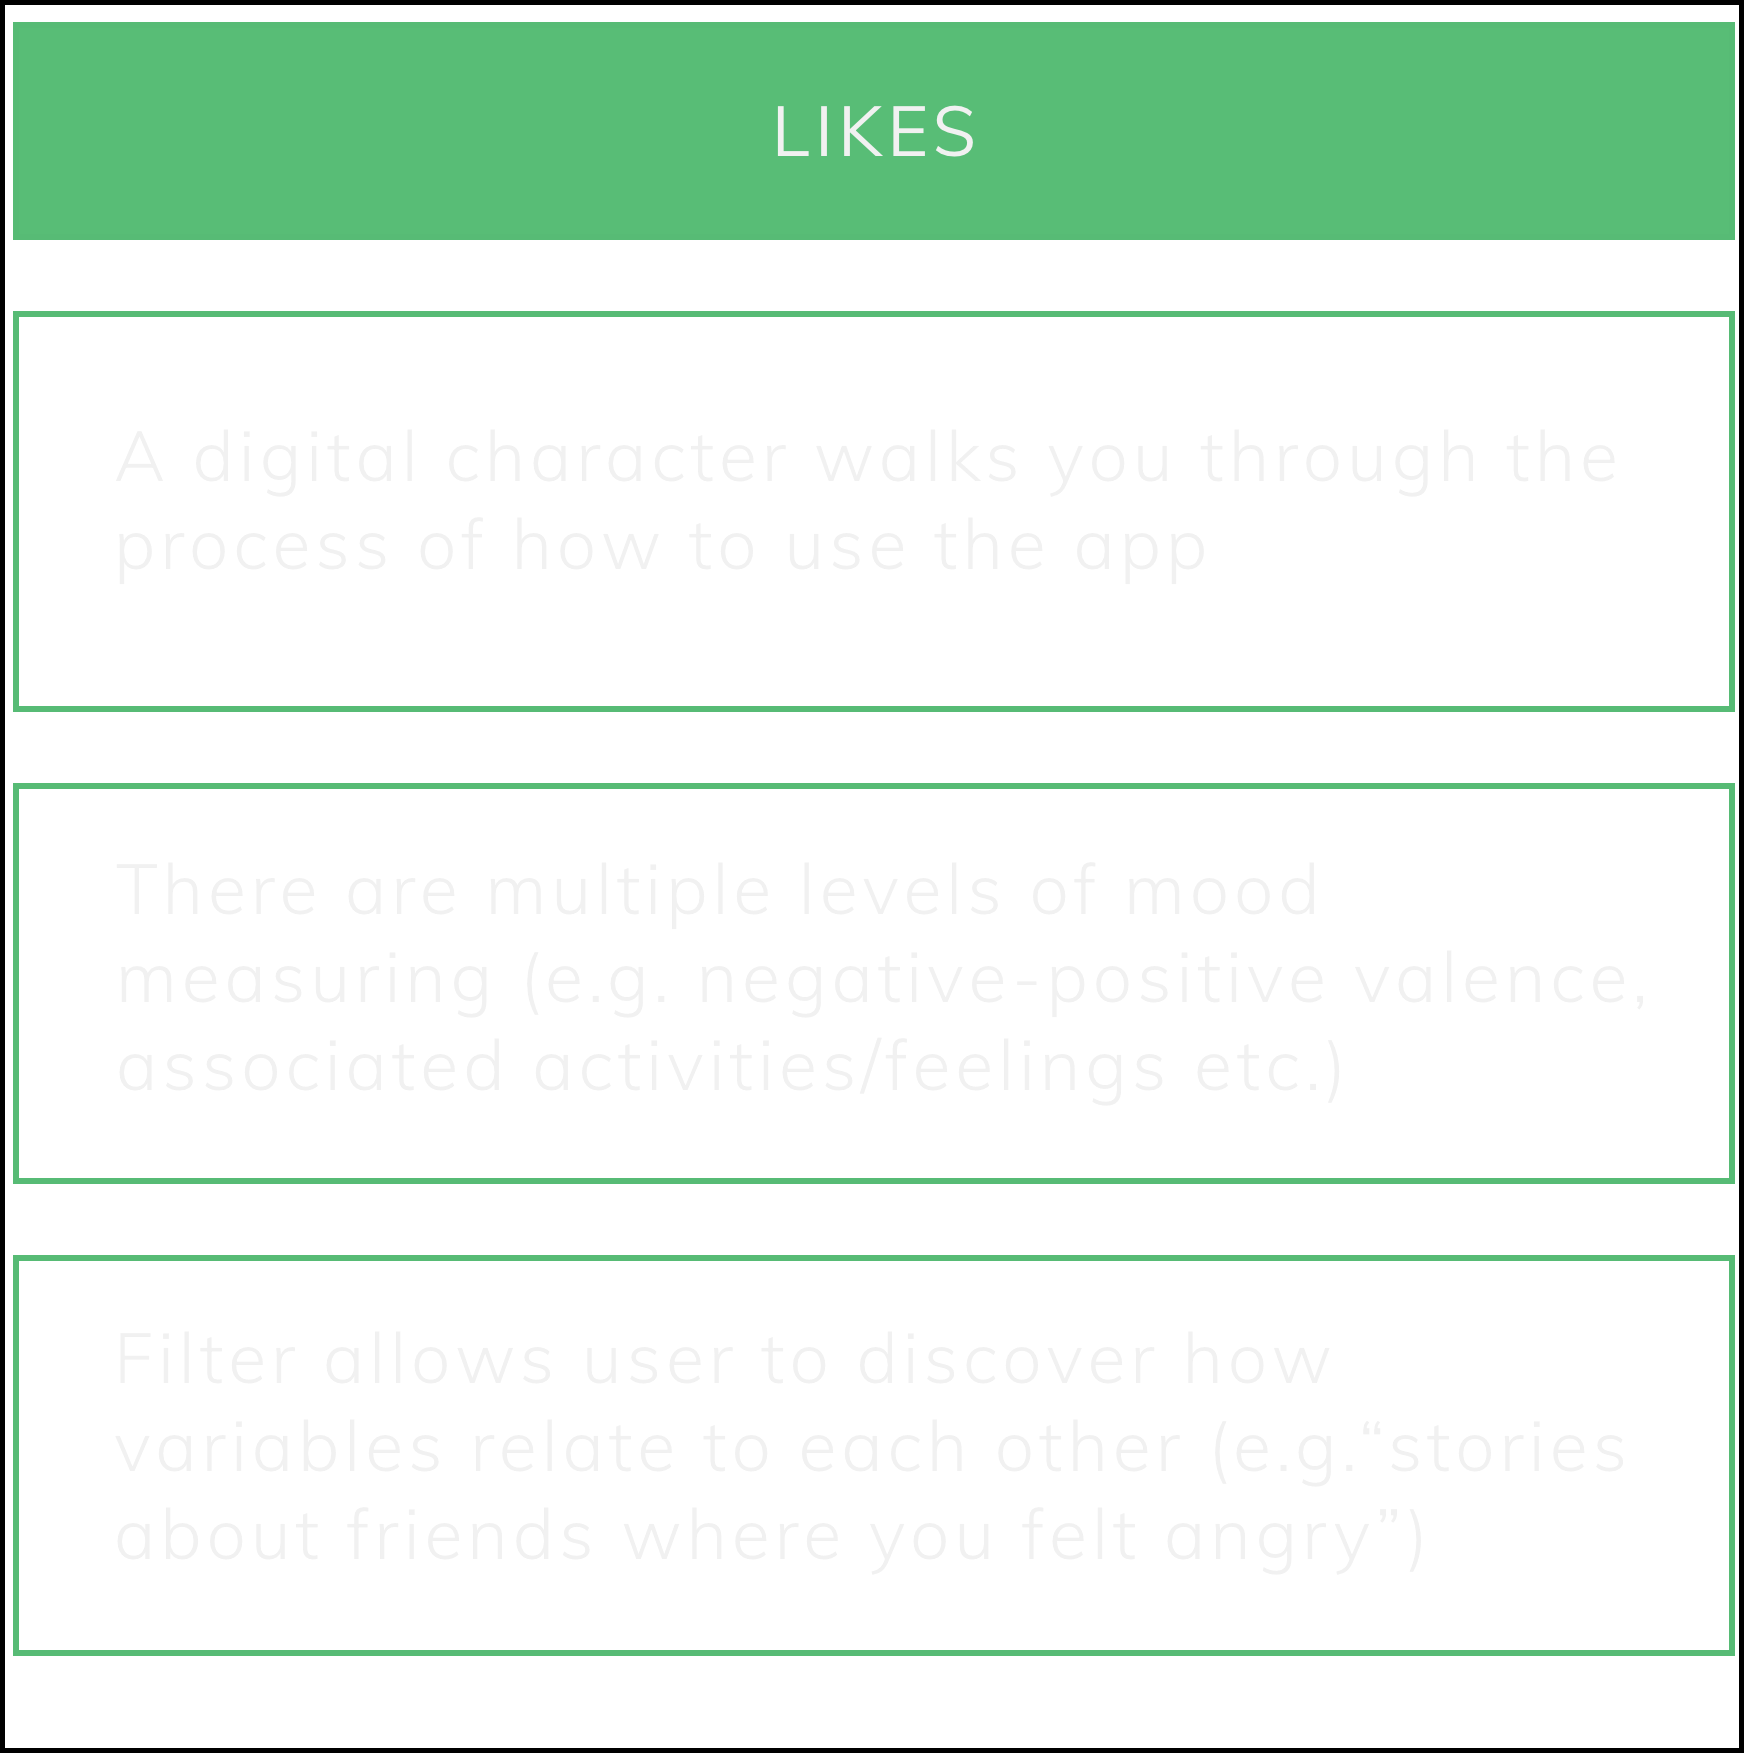 LIKES
A digital character walks you through the
process of how to use the app
There are multiple levels of mood
measuring (e.g. negative-positive valence,
associated activities/feelings etc.)
Filter allows user to discover how
variables relate to each other (e.g.“stories
about friends where you felt angry”)